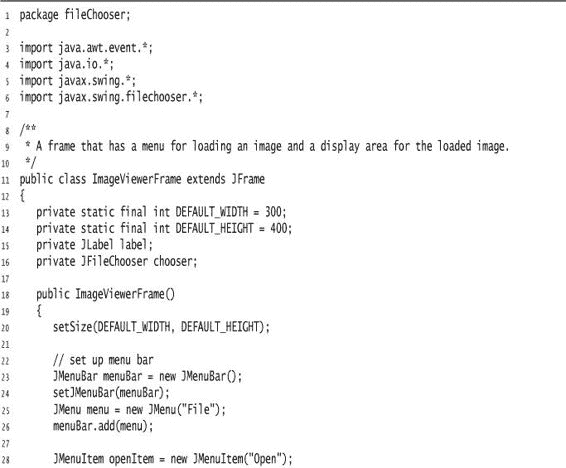 1 package fileChooser;
2
3 import java.awt.event.*;
4 import java.io.*;
5 import javax.swing.*;
6 import javax.swing.filechooser.*;
7
8 /**
9  * A frame that has a menu for loading an image and a display area for the loaded image.
10  */
11 public class ImageViewerFrame extends JFrame
12 {
13    private static final int DEFAULT_WIDTH = 300;
14    private static final int DEFAULT_HEIGHT = 400;
15    private JLabel label;
16    private JFileChooser chooser;
17
18    public ImageViewerFrame()
19    {
20       setSize(DEFAULT_WIDTH, DEFAULT_HEIGHT);
21
22       // set up menu bar
23       JMenuBar menuBar = new JMenuBar();
24       setJMenuBar(menuBar);
25       JMenu menu = new JMenu("File");
26       menuBar.add(menu);
27
28       JMenuItem openItem = new JMenuItem("Open");